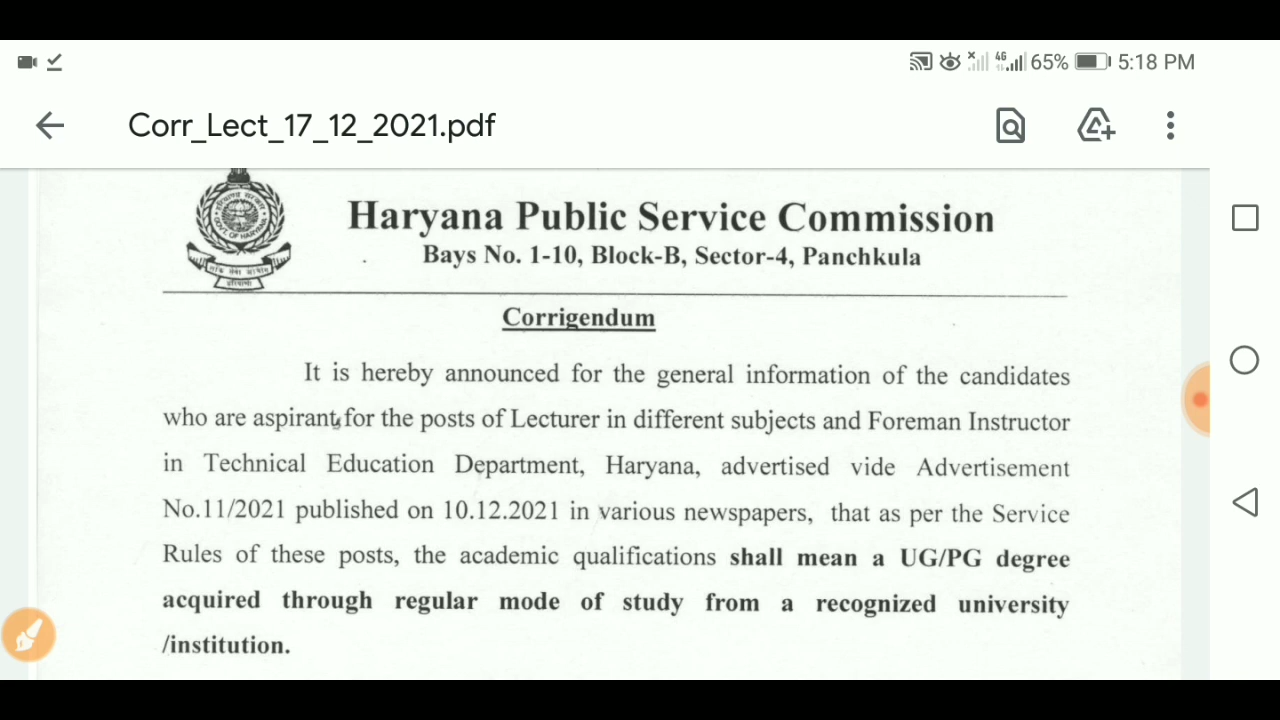 65% 5:18 PM
Corr_Lect_17_12_2021.pdf
Haryana Public Service Commission
Bays No. 1-10, Block-B, Sector-4, Panchkula
Corrigendum
It is hereby announced for the general information of the candidates
who are aspirant for the posts of Lecturer in different subjects and Foreman Instructor
in Technical Education Department, Haryana, advertised vide Advertisement
No.11/2021 published on 10.12.2021 in various newspapers, that as per the Service
Rules of these posts, the academic qualifications shall mean a UG/PG degree
acquired through regular mode of study from a recognized university
/institution.